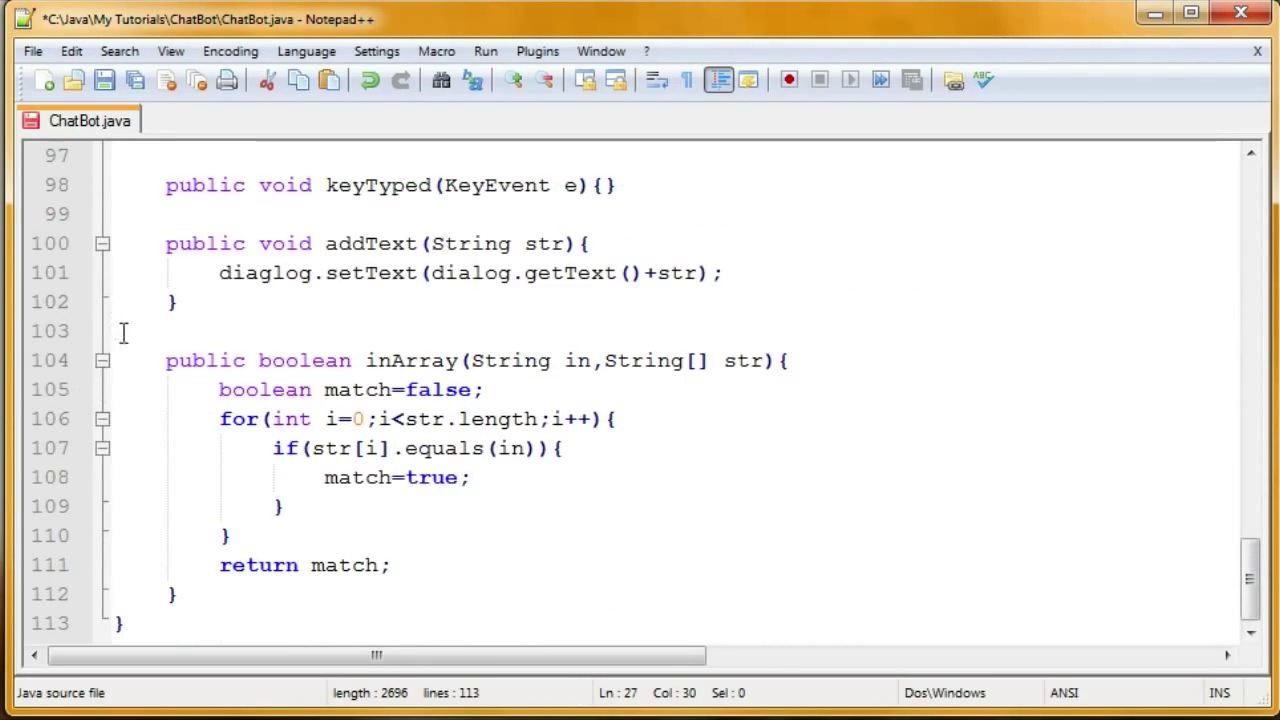 *C:\Java\My Tutorials\ChatBot\ChatBot.java - Notepad++
File Edit Search View Encoding Language Settings Macro Run Plugins Window ? X
ABC
ChatBot.java
97
98 public void keyTyped(KeyEvent e){}
99
100 public void addText(String str){
101 diaglog.setText(dialog.getText()+str);
102 }
103
104 public boolean inArray(String in,String[] str){
105 boolean match=false;
106 for(int i=0;i<str.length;i++){
107 if(str[i].equals(in)){
108 match=true;
109 }
110 }
111 return match;
112 }
113 }
Java source file length : 2696 lines : 113 Ln : 27 Col : 30 Sel : 0 Dos\Windows ANSI INS